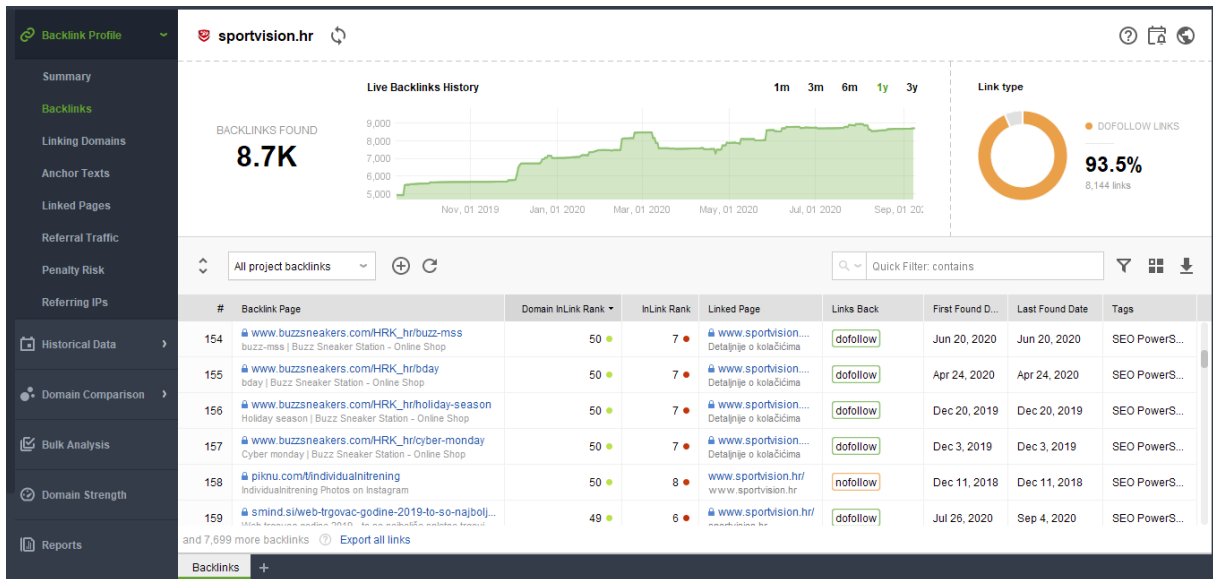 Backlink Profile
Summary
Backlinks
Linking Domains
Anchor Texts
Linked Pages
Referral Traffic
Penalty Risk
Referring IPs
Historical Data
Domain Comparison
Bulk Analysis
Domain Strength
Reports
sportvision.hr
BACKLINKS FOUND
8.7K
Live Backlinks History
1m 3m 6m 1y 3y
9,000
8,000
7,000
6,000
5,000
Nov, 01 2019 Jan, 01 2020 Mar, 01 2020 May, 01 2020 Jul, 01 2020 Sep, 01 20
Link type
DOFOLLOW LINKS
93.5%
8,144 links
All project backlinks
Quick Filter: contains
# Backlink Page Domain InLink Rank InLink Rank Linked Page Links Back First Found D... Last Found Date Tags
154 www.buzzsneakers.com/HRK_hr/buzz-mss 50 7 www.sportvision.... dofollow Jun 20, 2020 Jun 20, 2020 SEO PowerS...
buzz-mss | Buzz Sneaker Station - Online Shop Detaljnije o kolačićima
155 www.buzzsneakers.com/HRK_hr/bday 50 7 www.sportvision.... dofollow Apr 24, 2020 Apr 24, 2020 SEO PowerS...
bday | Buzz Sneaker Station - Online Shop Detaljnije o kolačićima
156 www.buzzsneakers.com/HRK_hr/holiday-season 50 7 www.sportvision.... dofollow Dec 20, 2019 Dec 20, 2019 SEO PowerS...
Holiday season | Buzz Sneaker Station - Online Shop Detaljnije o kolačićima
157 www.buzzsneakers.com/HRK_hr/cyber-monday 50 7 www.sportvision.... dofollow Dec 3, 2019 Dec 3, 2019 SEO PowerS...
Cyber monday | Buzz Sneaker Station - Online Shop Detaljnije o kolačićima
158 piknu.com/t/individualnitrening 50 8 www.sportvision.hr/ nofollow Dec 11, 2018 Dec 11, 2018 SEO PowerS...
Individualnitrening Photos on Instagram www.sportvision.hr
159 smind.si/web-trgovac-godine-2019-to-so-najbolj... 49 6 www.sportvision.hr/ dofollow Jul 26, 2020 Sep 4, 2020 SEO PowerS...
and 7,699 more backlinks Export all links
Backlinks +